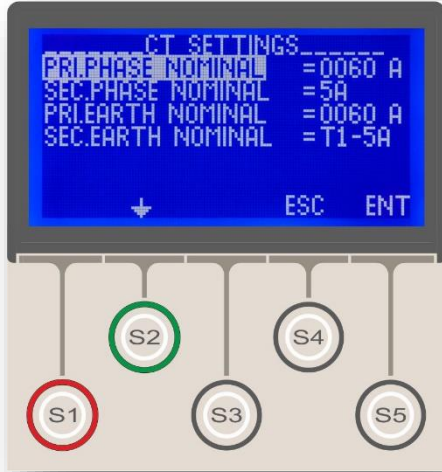 CT SETTINGS______
PRI.PHASE NOMINAL =0060 A
SEC.PHASE NOMINAL =5A
PRI.EARTH NOMINAL =0060 A
SEC.EARTH NOMINAL =T1-5A
ESC ENT
S2 S4
S1 S3 S5